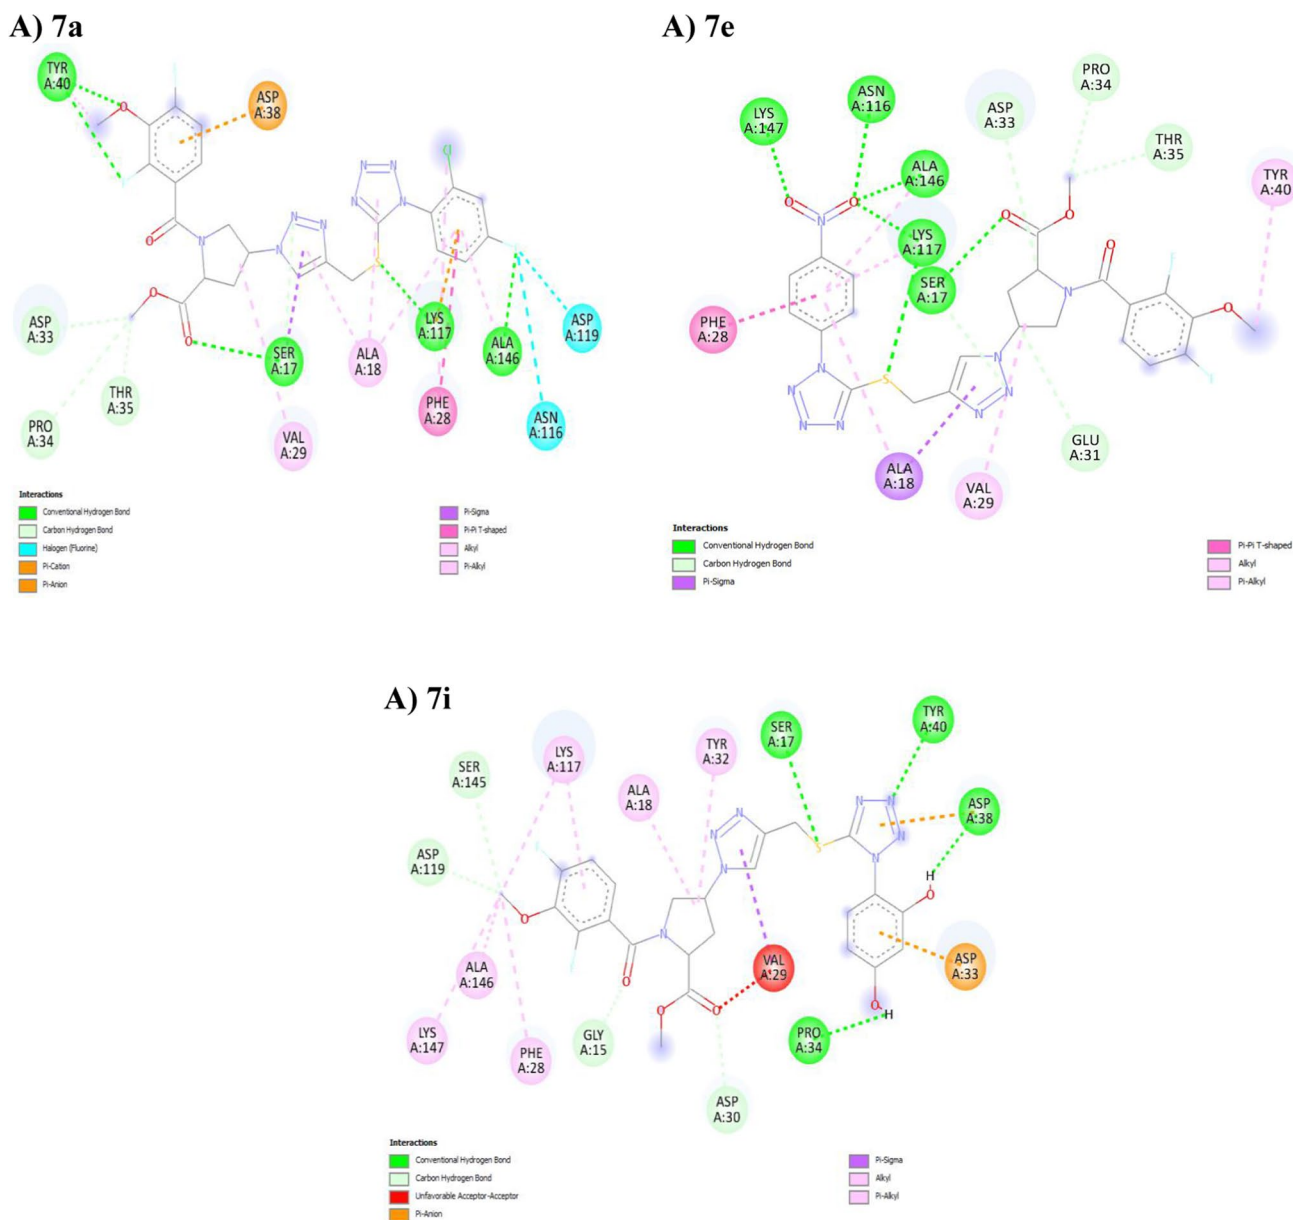 A) 7a
TYR
A:40
ASP
A:38
ASP
A:33
THR
A:35
PRO
A:34
SER
A:17
VAL
A:29
ALA
A:18
LYS
A:117
PHE
A:28
ALA
A:146
ASP
A:119
ASN
A:116
O
O
O
O
N
N
N
N
N
N
N
N
S
Cl
F
F
Interactions
Conventional Hydrogen Bond
Carbon Hydrogen Bond
Halogen (Fluorine)
Pi-Cation
Pi-Anion
Pi-Sigma
Pi-Pi T-shaped
Alkyl
Pi-Alkyl
A) 7e
LYS
A:147
ASN
A:116
ALA
A:146
LYS
A:117
SER
A:17
PHE
A:28
ASP
A:33
PRO
A:34
THR
A:35
TYR
A:40
ALA
A:18
VAL
A:29
GLU
A:31
O
O
N
N
N
N
N
S
N
N
N
N
O
O
O
O
F
F
Interactions
Conventional Hydrogen Bond
Carbon Hydrogen Bond
Pi-Sigma
Pi-Pi T-shaped
Alkyl
Pi-Alkyl
A) 7i
SER
A:145
LYS
A:117
ALA
A:18
TYR
A:32
SER
A:17
TYR
A:40
ASP
A:38
ASP
A:119
ALA
A:146
LYS
A:147
PHE
A:28
GLY
A:15
VAL
A:29
ASP
A:33
PRO
A:34
ASP
A:30
N
N
N
N
N
N
N
N
S
O
O
O
O
O
O
H
H
F
F
Interactions
Conventional Hydrogen Bond
Carbon Hydrogen Bond
Unfavorable Acceptor-Acceptor
Pi-Anion
Pi-Sigma
Alkyl
Pi-Alkyl